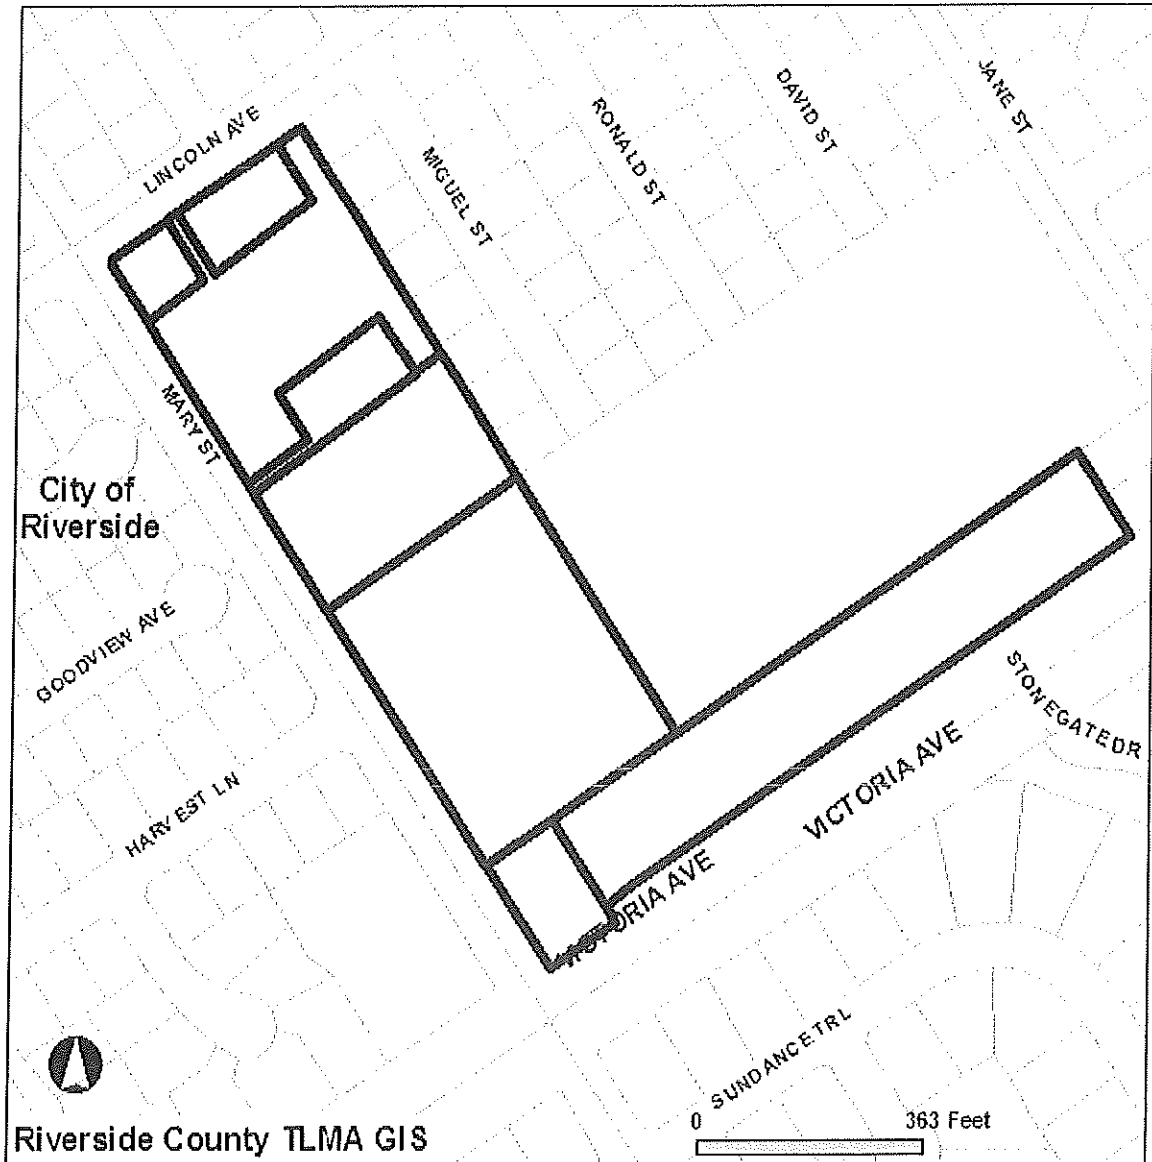 LINCOLN AVE
MIGUEL ST
RONALD ST
DAVID ST
JANE ST
MARY ST
City of
Riverside
GOODVIEW AVE
HARVEST LN
STONEGATE DR
VICTORIA AVE
VICTORIA AVE
SUNDANCE TRL
0
363 Feet
Riverside County TLMA GIS